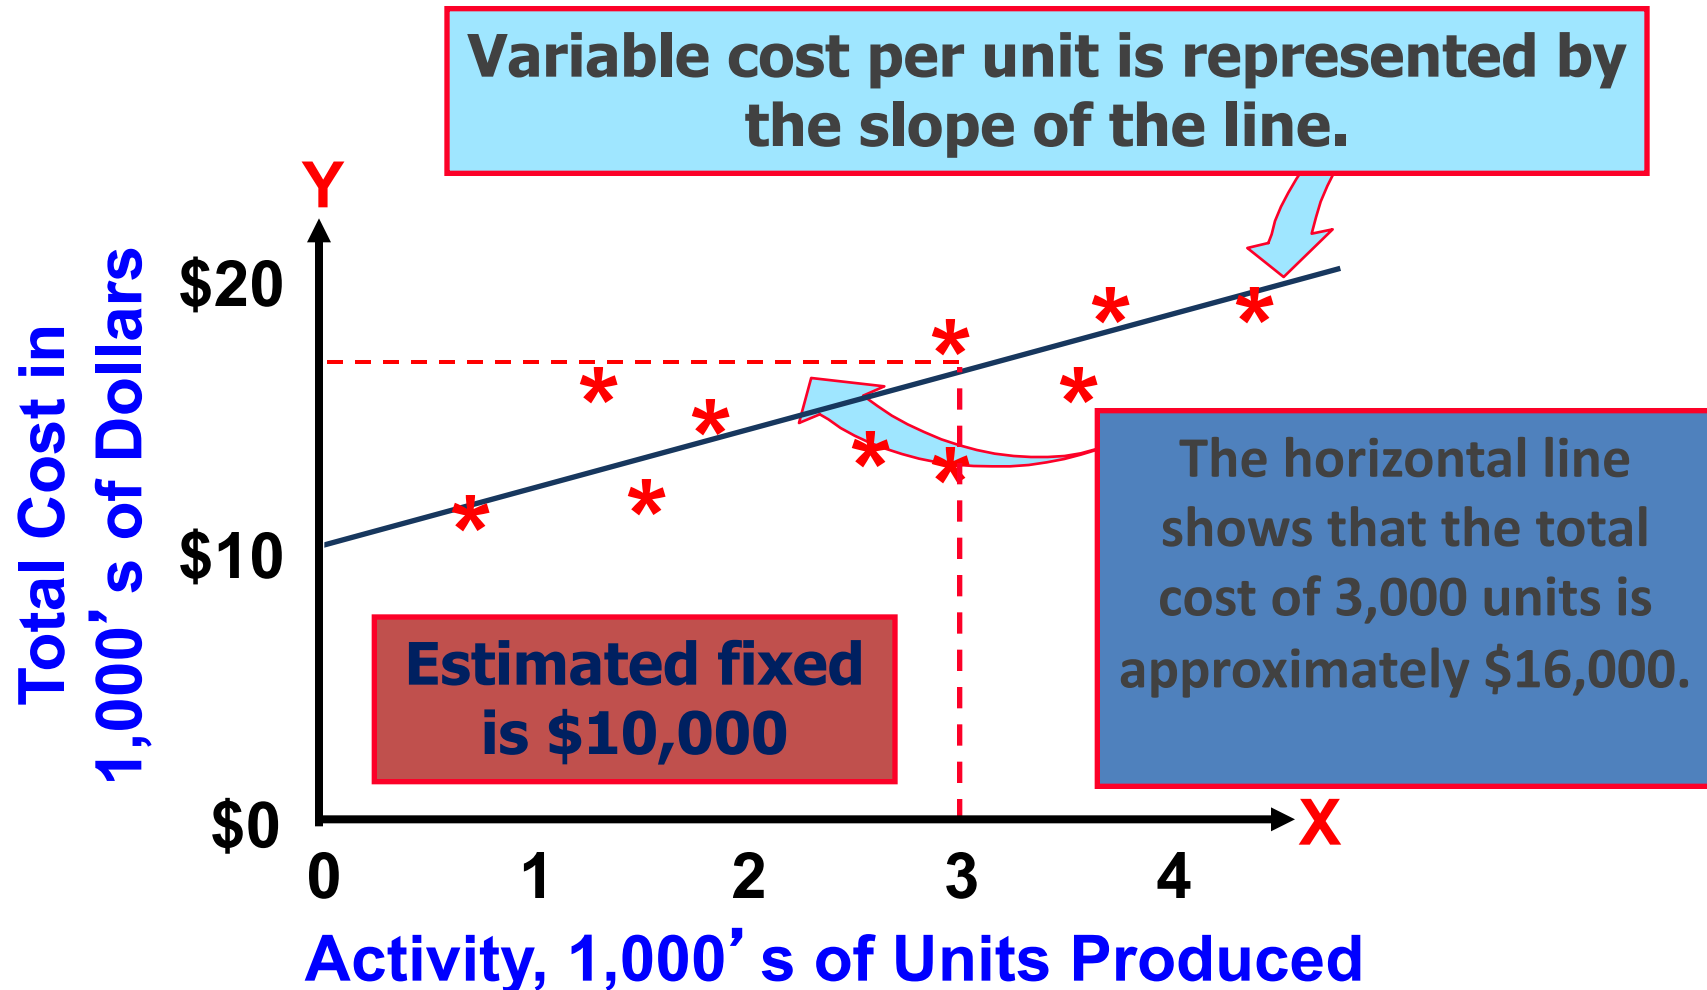 Variable cost per unit is represented by
the slope of the line.
Y
Total Cost in
1,000’s of Dollars
$20
$10
$0
The horizontal line
shows that the total
cost of 3,000 units is
approximately $16,000.
Estimated fixed
is $10,000
X
0 1 2 3 4
Activity, 1,000’s of Units Produced